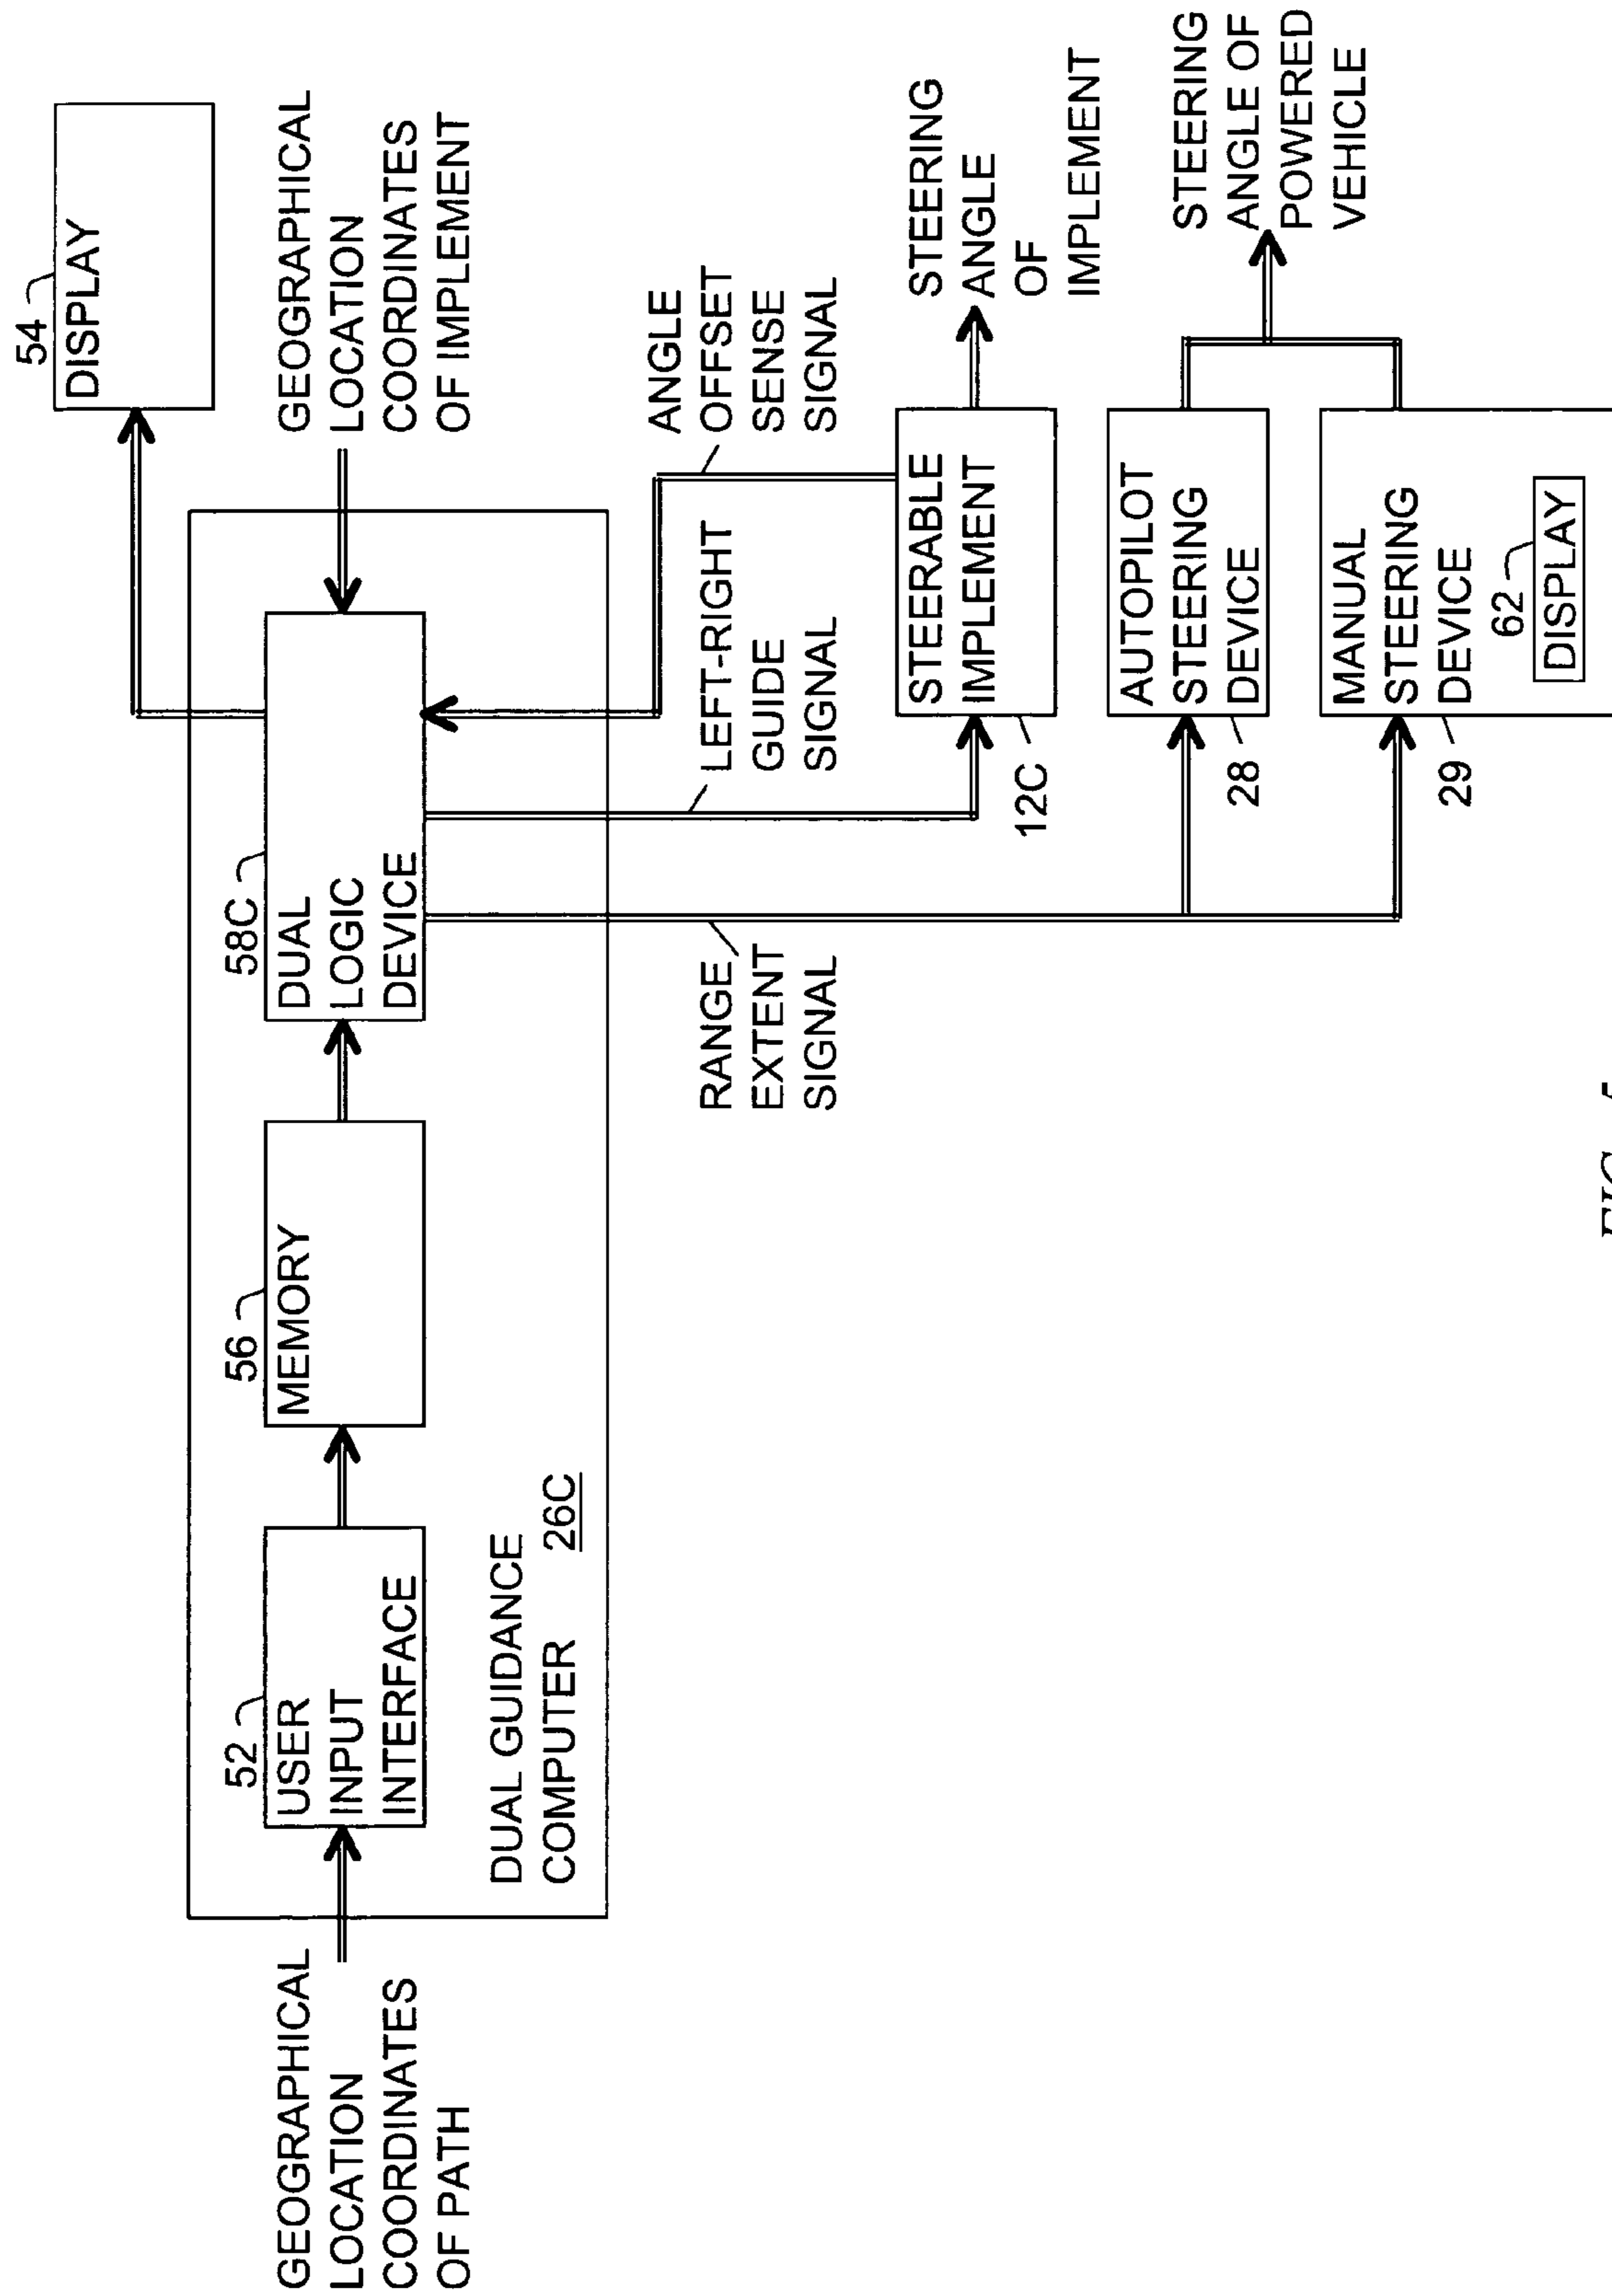 54
DISPLAY
GEOGRAPHICAL
LOCATION
COORDINATES
OF PATH
52
USER
INPUT
INTERFACE
56
MEMORY
58C
DUAL
LOGIC
DEVICE
GEOGRAPHICAL
LOCATION
COORDINATES
OF IMPLEMENT
DUAL GUIDANCE
COMPUTER 26C
RANGE
EXTENT
SIGNAL
LEFT-RIGHT
GUIDE
SIGNAL
ANGLE
OFFSET
SENSE
SIGNAL
STEERABLE
IMPLEMENT
12C
STEERING
ANGLE
OF
IMPLEMENT
AUTOPILOT
STEERING
DEVICE
28
MANUAL
STEERING
DEVICE
29
62
DISPLAY
STEERING
ANGLE OF
POWERED
VEHICLE